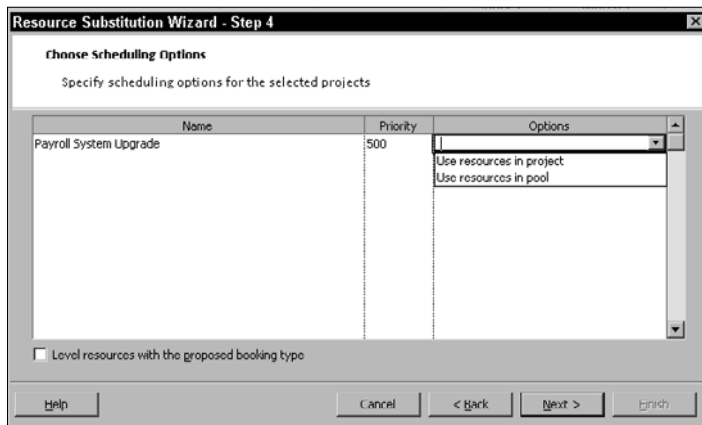 Resource Substitution Wizard - Step 4
Choose Scheduling Options
Specify scheduling options for the selected projects
Name Priority Options
Payroll System Upgrade 500
Use resources in project
Use resources in pool
Level resources with the proposed booking type
Help Cancel < Back Next > Finish